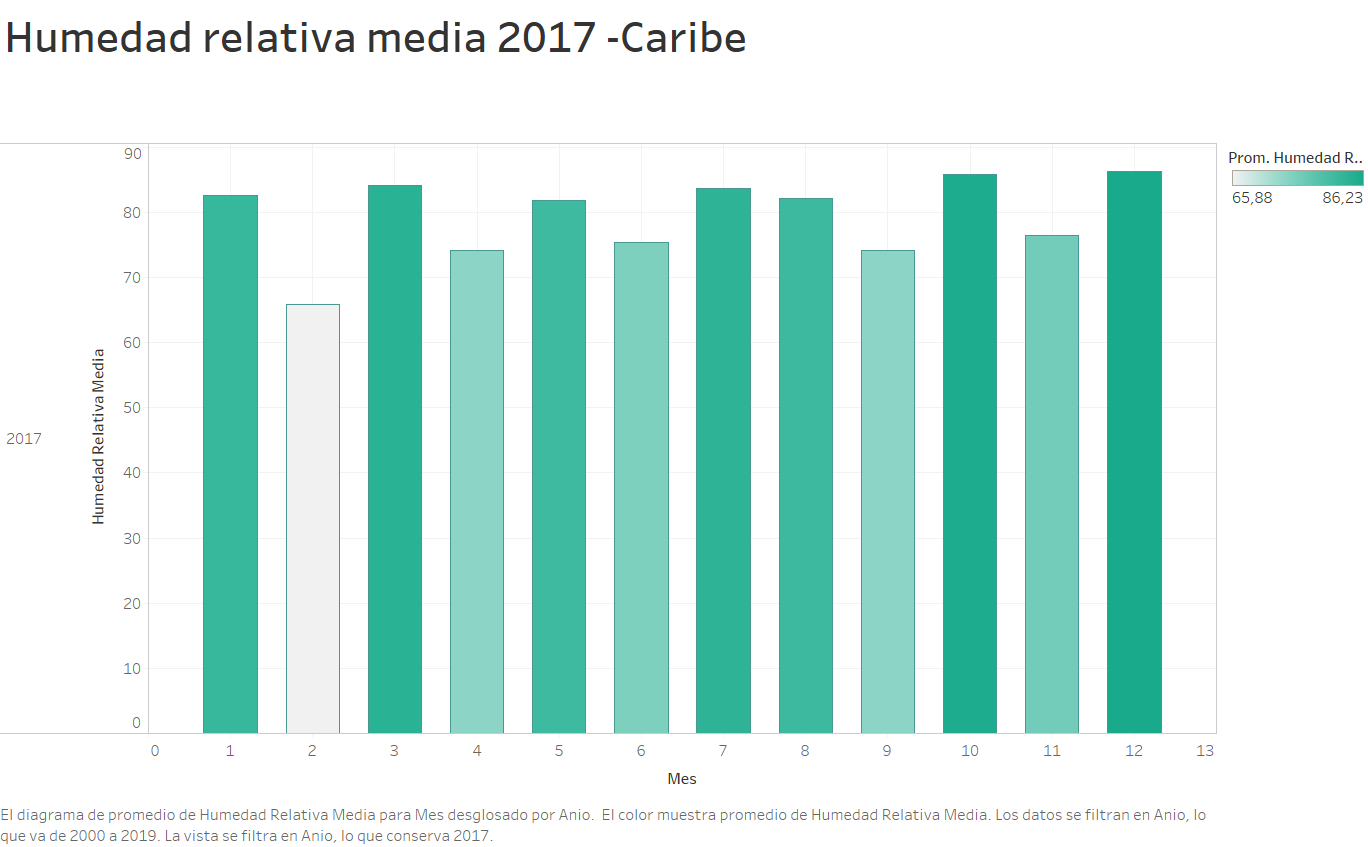 Humedad relativa media 2017 -Caribe
Prom. Humedad R..
65,88 86,23
90
80
70
60
50
40
30
20
10
0
Humedad Relativa Media
2017
0 1 2 3 4 5 6 7 8 9 10 11 12 13
Mes
El diagrama de promedio de Humedad Relativa Media para Mes desglosado por Anio.  El color muestra promedio de Humedad Relativa Media. Los datos se filtran en Anio, lo
que va de 2000 a 2019. La vista se filtra en Anio, lo que conserva 2017.